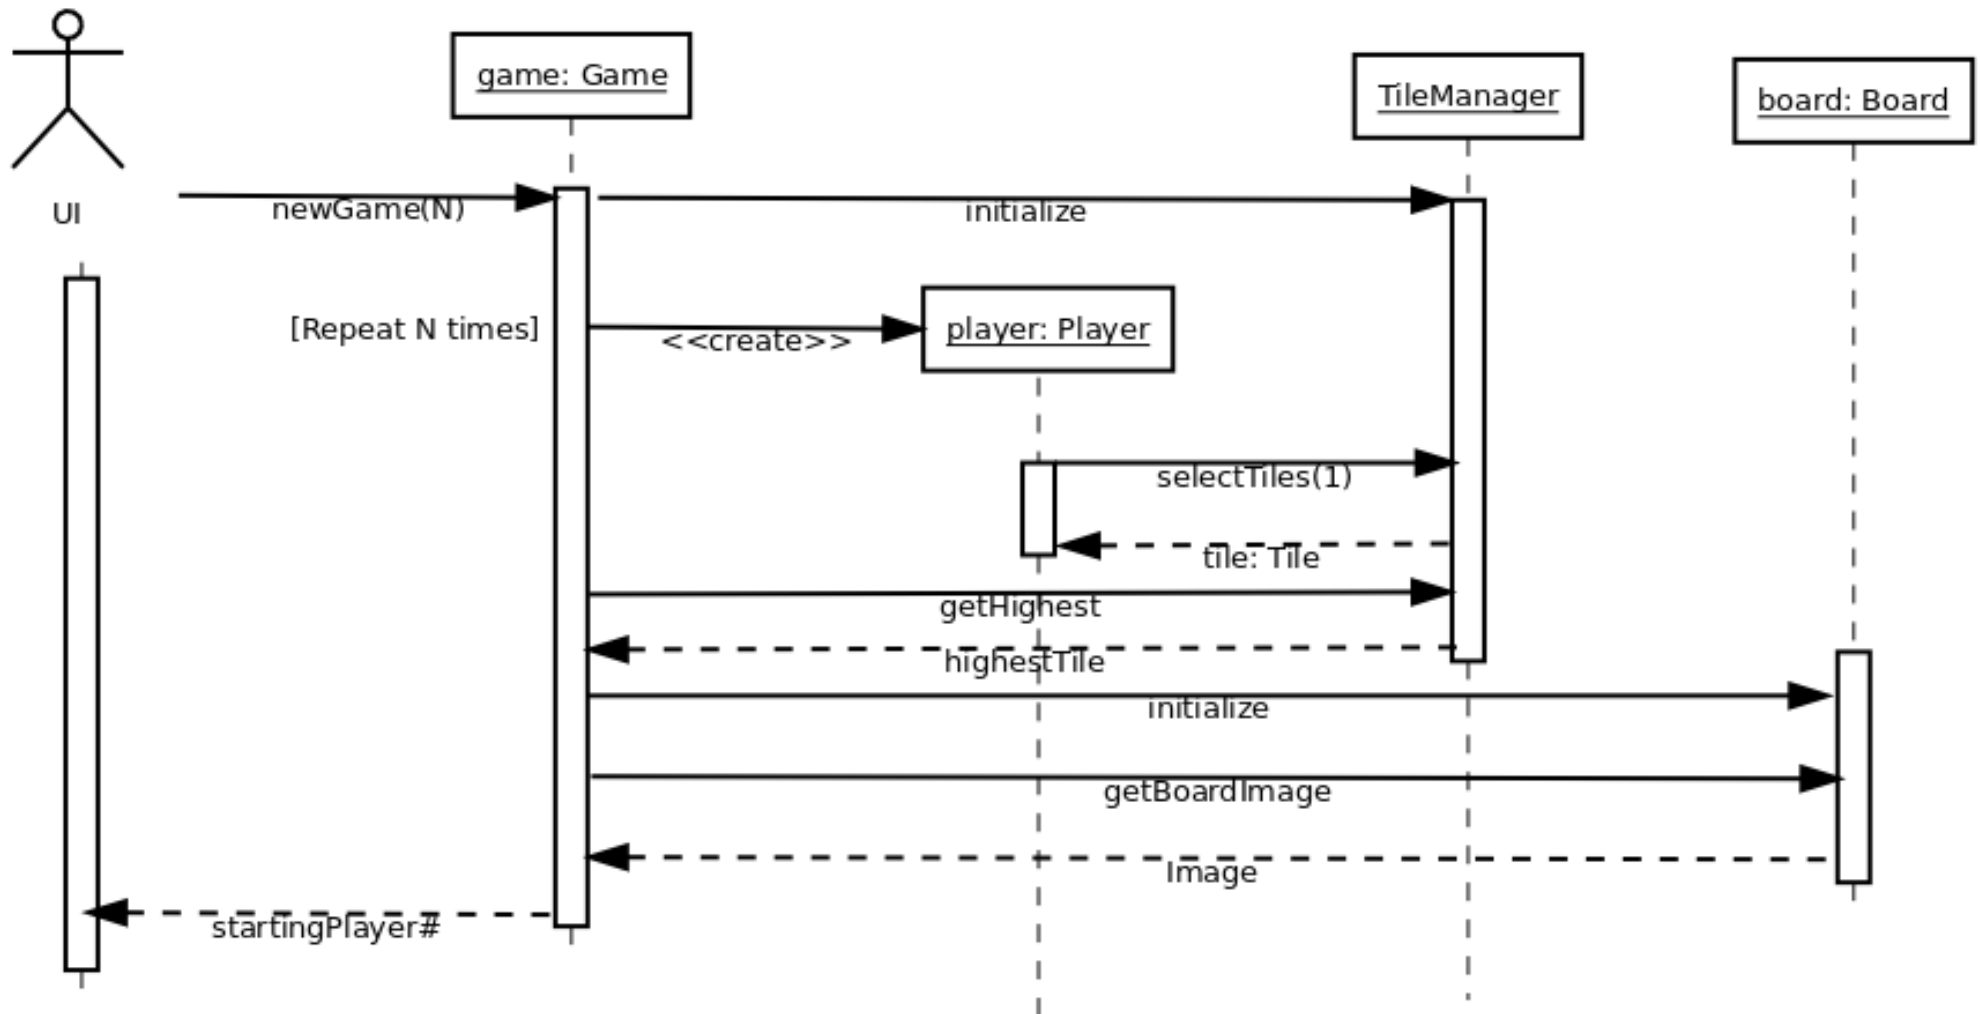 game: Game
TileManager
board: Board
UI
newGame(N)
initialize
[Repeat N times]
<<create>>
player: Player
selectTiles(1)
tile: Tile
getHighest
highestTile
initialize
getBoardImage
Image
startingPlayer#